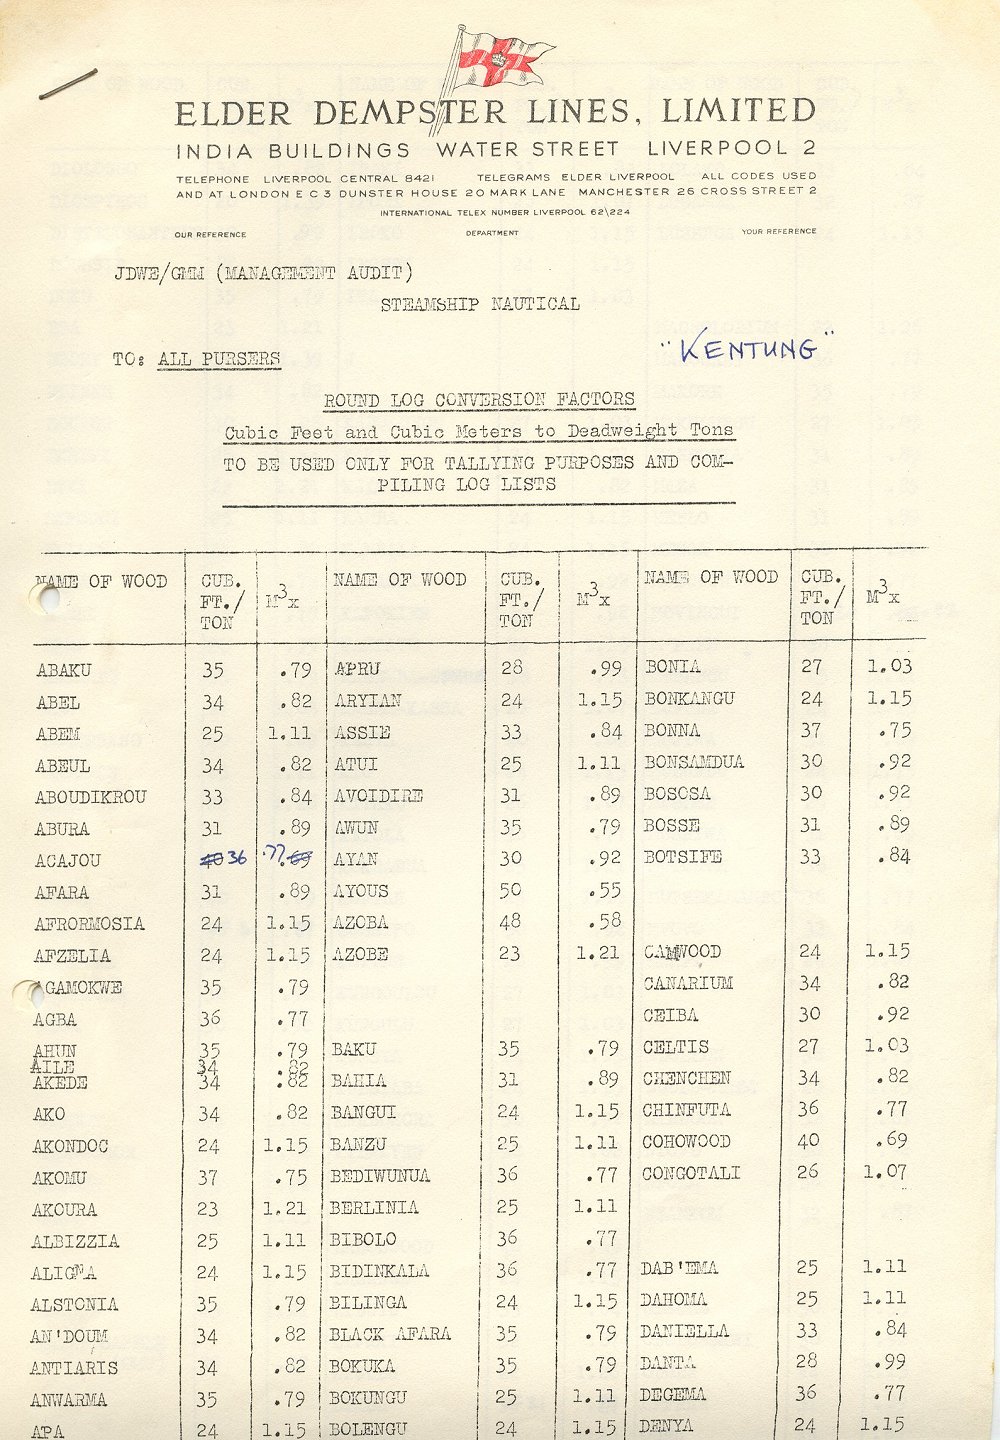 ELDER DEMPSTER LINES, LIMITED
INDIA BUILDINGS WATER STREET LIVERPOOL 2
TELEPHONE LIVERPOOL CENTRAL 8421 TELEGRAMS ELDER LIVERPOOL ALL CODES USED
AND AT LONDON E C 3 DUNSTER HOUSE 20 MARK LANE MANCHESTER 26 CROSS STREET 2
INTERNATIONAL TELEX NUMBER LIVERPOOL 62\224
OUR REFERENCE DEPARTMENT YOUR REFERENCE
JDWE/GMM (MANAGEMENT AUDIT)
STEAMSHIP NAUTICAL
TO: ALL PURSERS "KENTUNG"
ROUND LOG CONVERSION FACTORS
Cubic Feet and Cubic Meters to Deadweight Tons
TO BE USED ONLY FOR TALLYING PURPOSES AND COM-
PILING LOG LISTS
NAME OF WOOD CUB. FT./ TON M3x NAME OF WOOD CUB. FT./ TON M3x NAME OF WOOD CUB. FT./ TON M3x
ABAKU 35 .79 APRU 28 .99 BONIA 27 1.03
ABEL 34 .82 ARYIAN 24 1.15 BONKANGU 24 1.15
ABEM 25 1.11 ASSIE 33 .84 BONNA 37 .75
ABEUL 34 .82 ATUI 25 1.11 BONSAMDUA 30 .92
ABOUDIKROU 33 .84 AVOIDIRE 31 .89 BOSOSA 30 .92
ABURA 31 .89 AWUN 35 .79 BOSSE 31 .89
ACAJOU 40 36 .77 .69 AYAN 30 .92 BOTSIFE 33 .84
AFARA 31 .89 AYOUS 50 .55
AFRORMOSIA 24 1.15 AZOBA 48 .58
AFZELIA 24 1.15 AZOBE 23 1.21 CAMWOOD 24 1.15
AGAMOKWE 35 .79 CANARIUM 34 .82
AGBA 36 .77 CEIBA 30 .92
AHUN 35 .79 BAKU 35 .79 CELTIS 27 1.03
AILE 34 .82
AKEDE 34 .82 BAHIA 31 .89 CHENCHEN 34 .82
AKO 34 .82 BANGUI 24 1.15 CHINFUTA 36 .77
AKONDOC 24 1.15 BANZU 25 1.11 COHOWOOD 40 .69
AKOMU 37 .75 BEDIWUNUA 36 .77 CONGOTALI 26 1.07
AKOURA 23 1.21 BERLINIA 25 1.11
ALBIZZIA 25 1.11 BIBOLO 36 .77
ALIGNA 24 1.15 BIDINKALA 36 .77 DAB'EMA 25 1.11
ALSTONIA 35 .79 BILINGA 24 1.15 DAHOMA 25 1.11
AN'DOUM 34 .82 BLACK AFARA 35 .79 DANIELLA 33 .84
ANTIARIS 34 .82 BOKUKA 35 .79 DANTA 28 .99
ANWARMA 35 .79 BOKUNGU 25 1.11 DEGEMA 36 .77
APA 24 1.15 BOLENGU 24 1.15 DENYA 24 1.15